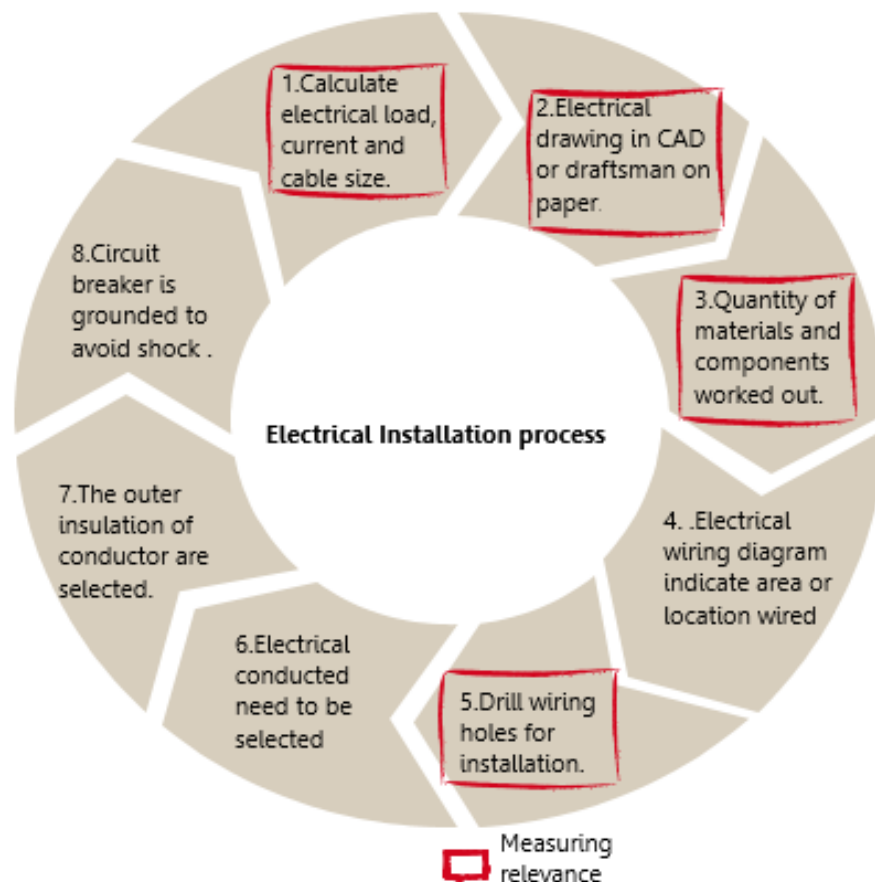 1.Calculate
electrical load,
current and
cable size.
2.Electrical
drawing in CAD
or draftsman on
paper.
3.Quantity of
materials and
components
worked out.
4. .Electrical
wiring diagram
indicate area or
location wired
5.Drill wiring
holes for
installation.
6.Electrical
conducted
need to be
selected
7.The outer
insulation of
conductor are
selected.
8.Circuit
breaker is
grounded to
avoid shock .
Electrical Installation process
Measuring
relevance